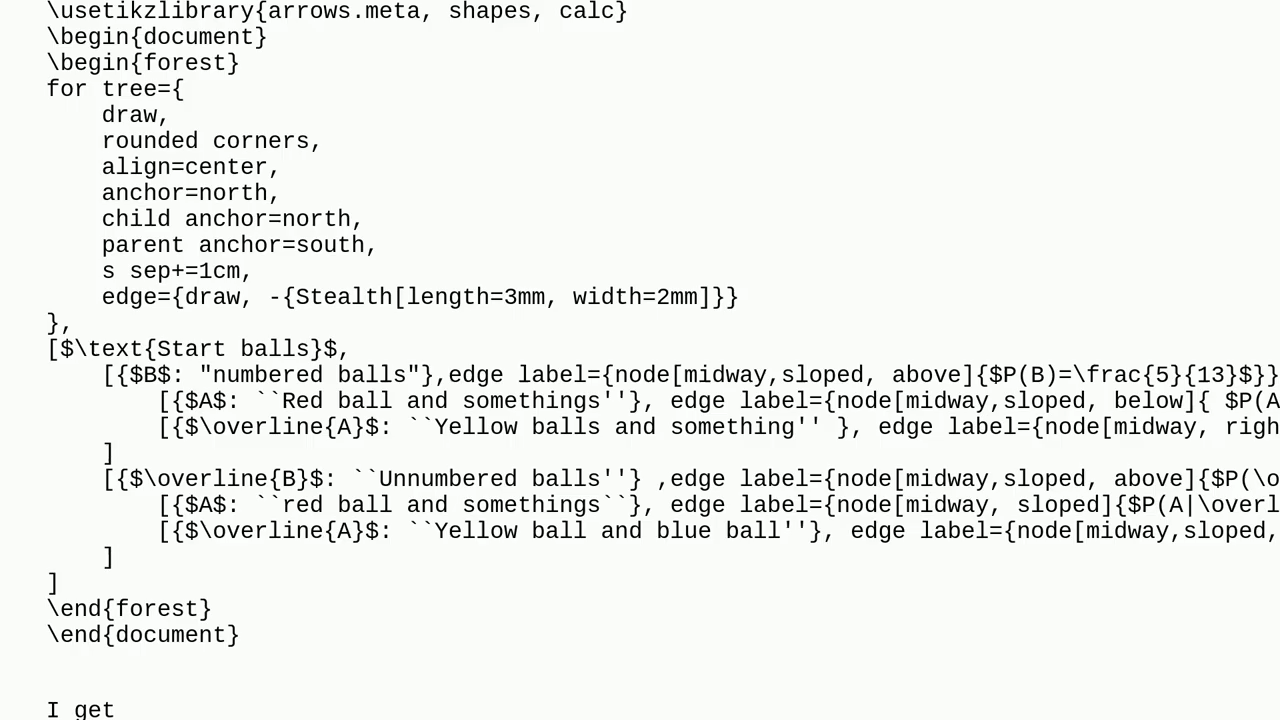 \usetikzlibrary{arrows.meta, shapes, calc}
\begin{document}
\begin{forest}
for tree={
    draw,
    rounded corners,
    align=center,
    anchor=north,
    child anchor=north,
    parent anchor=south,
    s sep+=1cm,
    edge={draw, -{Stealth[length=3mm, width=2mm]}}
},
[$\text{Start balls}$,
    [{$B$: "numbered balls"},edge label={node[midway,sloped, above]{$P(B)=\frac{5}{13}$}}
        [{$A$: ``Red ball and somethings''}, edge label={node[midway,sloped, below]{ $P(A
        [{$\overline{A}$: ``Yellow balls and something'' }, edge label={node[midway, righ
    ]
    [{$\overline{B}$: ``Unnumbered balls''} ,edge label={node[midway,sloped, above]{$P(\o
        [{$A$: ``red ball and somethings``}, edge label={node[midway, sloped]{$P(A|\overl
        [{$\overline{A}$: ``Yellow ball and blue ball''}, edge label={node[midway,sloped,
    ]
]
\end{forest}
\end{document}
I get